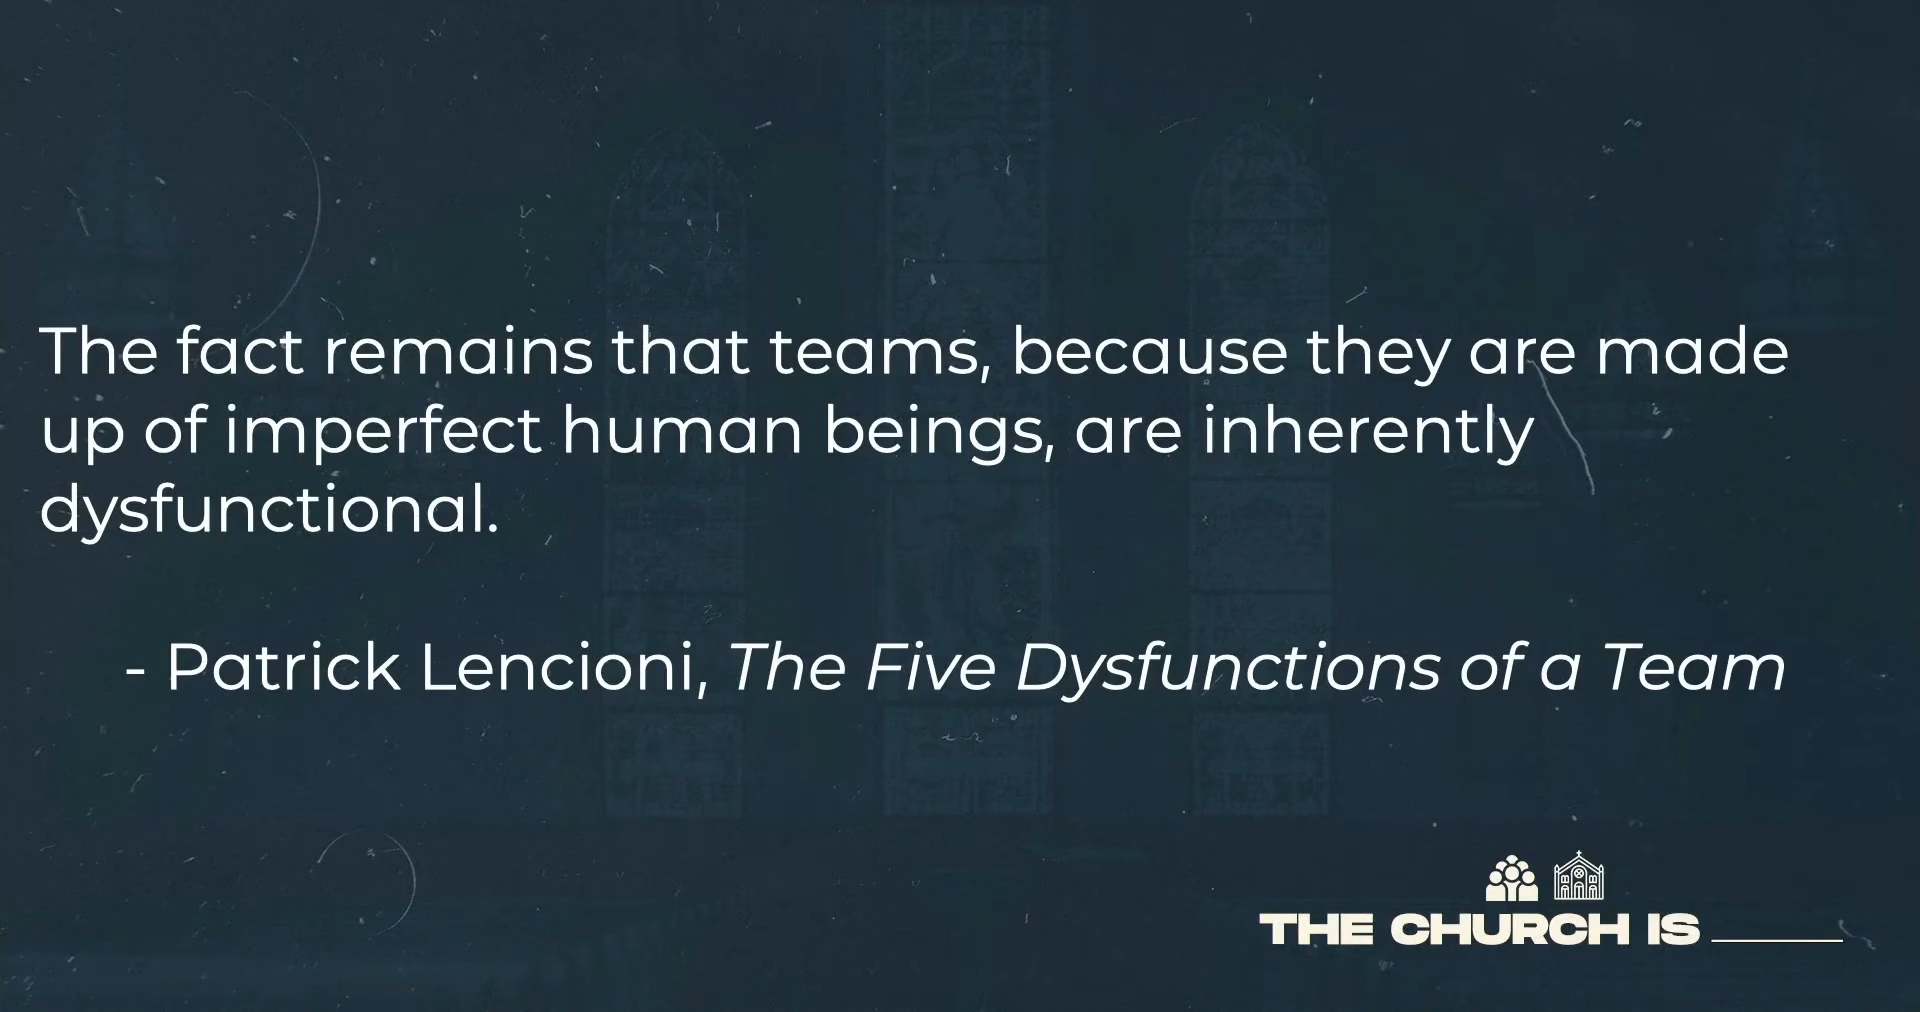 The fact remains that teams, because they are made
up of imperfect human beings, are inherently
dysfunctional.
- Patrick Lencioni, The Five Dysfunctions of a Team
THE CHURCH IS ______